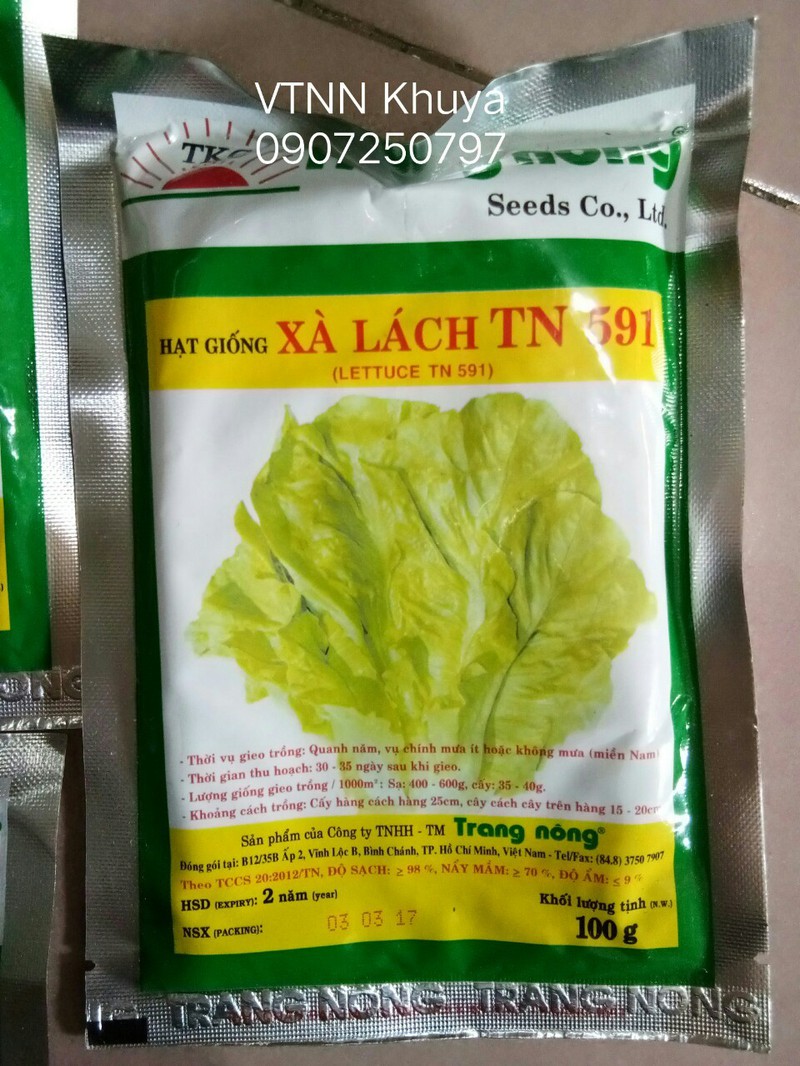 VTNN Khuya
0907250797
nông®
Seeds Co., Ltd.
HẠT GIỐNG XÀ LÁCH TN 591
(LETTUCE TN 591)
- Thời vụ gieo trồng: Quanh năm, vụ chính mưa ít hoặc không mưa (miền Nam)
- Thời gian thu hoạch: 30 - 35 ngày sau khi gieo.
- Lượng giống gieo trồng / 1000m²: Sạ: 400 - 600g, cấy: 35 - 40g.
- Khoảng cách trồng: Cấy hàng cách hàng 25cm, cây cách cây trên hàng 15 - 20cm
Sản phẩm của Công ty TNHH - TM Trang nông®
Đóng gói tại: B12/35B Ấp 2, Vĩnh Lộc B, Bình Chánh, TP. Hồ Chí Minh, Việt Nam - Tel/Fax: (84.8) 3750 7907
Theo TCCS 20:2012/TN, ĐỘ SẠCH: ≥ 98 %, NẨY MẦM: ≥ 70 %, ĐỘ ẨM: ≤ 9 %
HSD (EXPIRY): 2 năm (year)
Khối lượng tịnh (N.W.)
NSX (PACKING): 03 03 17
100 g
TRANG NONG TRANG NONG